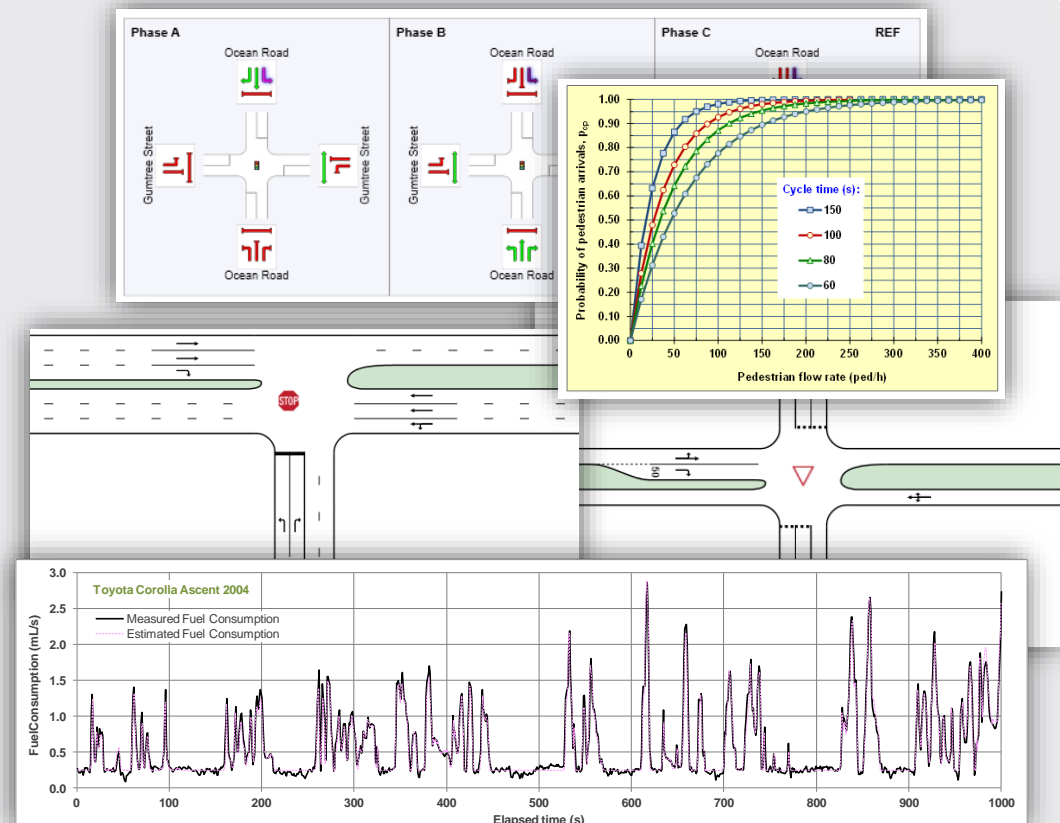 Phase A
Phase B
Phase C
REF
Ocean Road
Ocean Road
Ocean Road
Gumtree Street
Gumtree Street
Gumtree Street
Ocean Road
Ocean Road
Probability of pedestrian arrivals, pcp
1.00
0.90
0.80
0.70
0.60
0.50
0.40
0.30
0.20
0.10
0.00
Cycle time (s):
150
100
80
60
0
50
100
150
200
250
300
350
400
Pedestrian flow rate (ped/h)
STOP
50
FuelConsumption (mL/s)
3.0
2.5
2.0
1.5
1.0
0.5
0.0
Toyota Corolla Ascent 2004
Measured Fuel Consumption
Estimated Fuel Consumption
0
100
200
300
400
500
600
700
800
900
1000
Elapsed time (s)